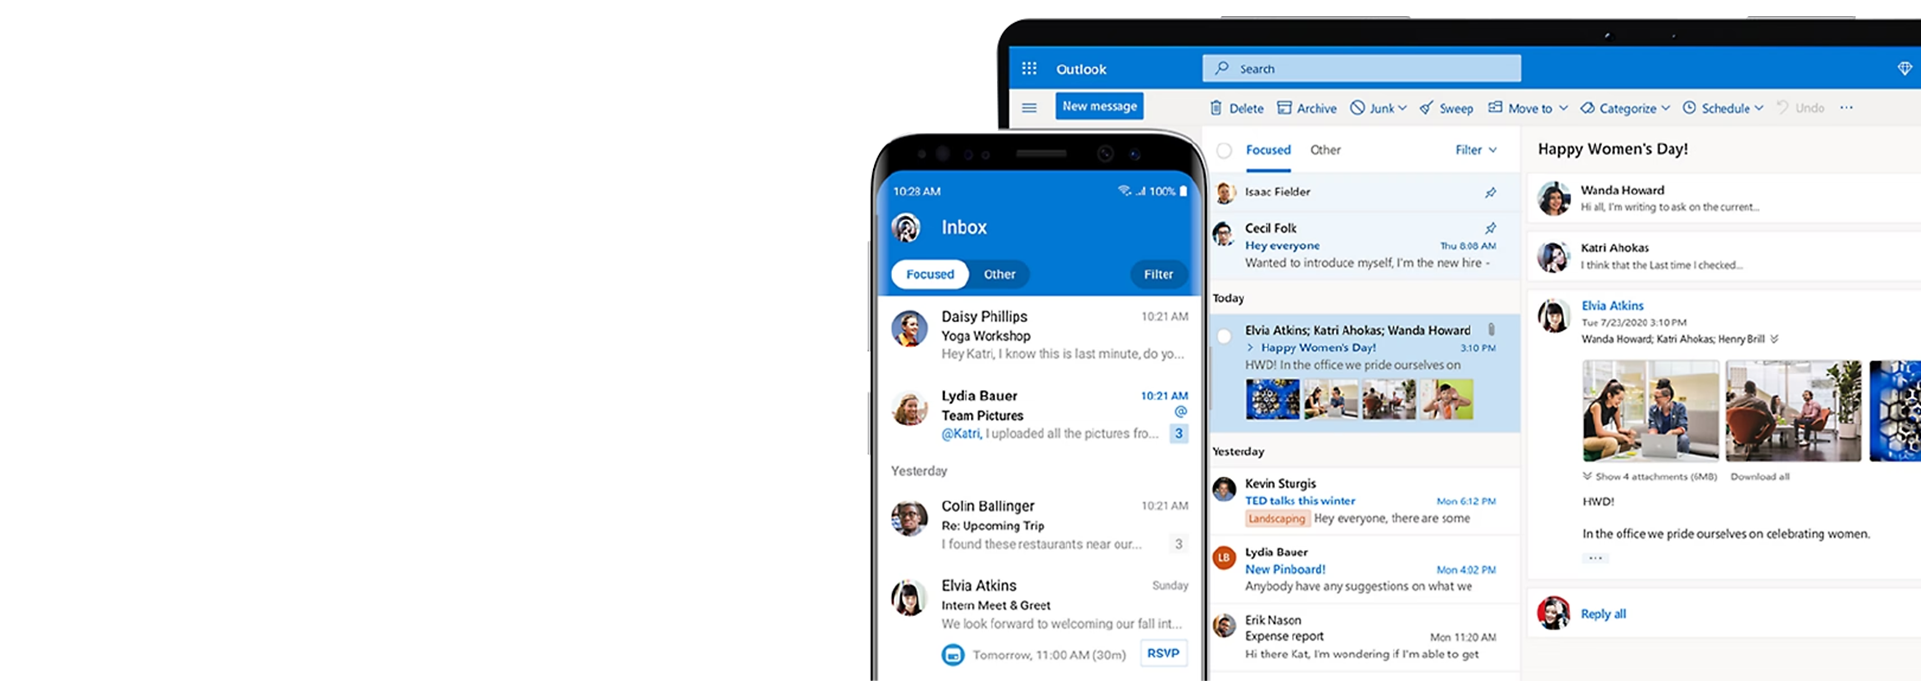 10:28 AM
100%
Inbox
Focused
Other
Filter
Daisy Phillips
10:21 AM
Yoga Workshop
Hey Katri, I know this is last minute, do yo...
Lydia Bauer
10:21 AM
Team Pictures
@
@Katri, I uploaded all the pictures fro...
3
Yesterday
Colin Ballinger
10:21 AM
Re: Upcoming Trip
I found these restaurants near our...
3
Elvia Atkins
Sunday
Intern Meet & Greet
We look forward to welcoming our fall int...
Tomorrow, 11:00 AM (30m)
RSVP
Outlook
Search
New message
Delete
Archive
Junk
Sweep
Move to
Categorize
Schedule
Undo
...
Focused
Other
Filter
Isaac Fielder
Cecil Folk
Hey everyone
Thu 8:08 AM
Wanted to introduce myself, I'm the new hire -
Today
Elvia Atkins; Katri Ahokas; Wanda Howard
> Happy Women's Day!
3:10 PM
HWD! In the office we pride ourselves on
Yesterday
Kevin Sturgis
TED talks this winter
Mon 6:12 PM
Landscaping
Hey everyone, there are some
LB
Lydia Bauer
New Pinboard!
Mon 4:02 PM
Anybody have any suggestions on what we
Erik Nason
Expense report
Mon 11:20 AM
Hi there Kat, I'm wondering if I'm able to get
Happy Women's Day!
Wanda Howard
Hi all, I'm writing to ask on the current...
Katri Ahokas
I think that the Last time I checked...
Elvia Atkins
Tue 7/23/2020 3:10 PM
Wanda Howard; Katri Ahokas; Henry Brill
Show 4 attachments (6MB)
Download all
HWD!
In the office we pride ourselves on celebrating women.
...
Reply all